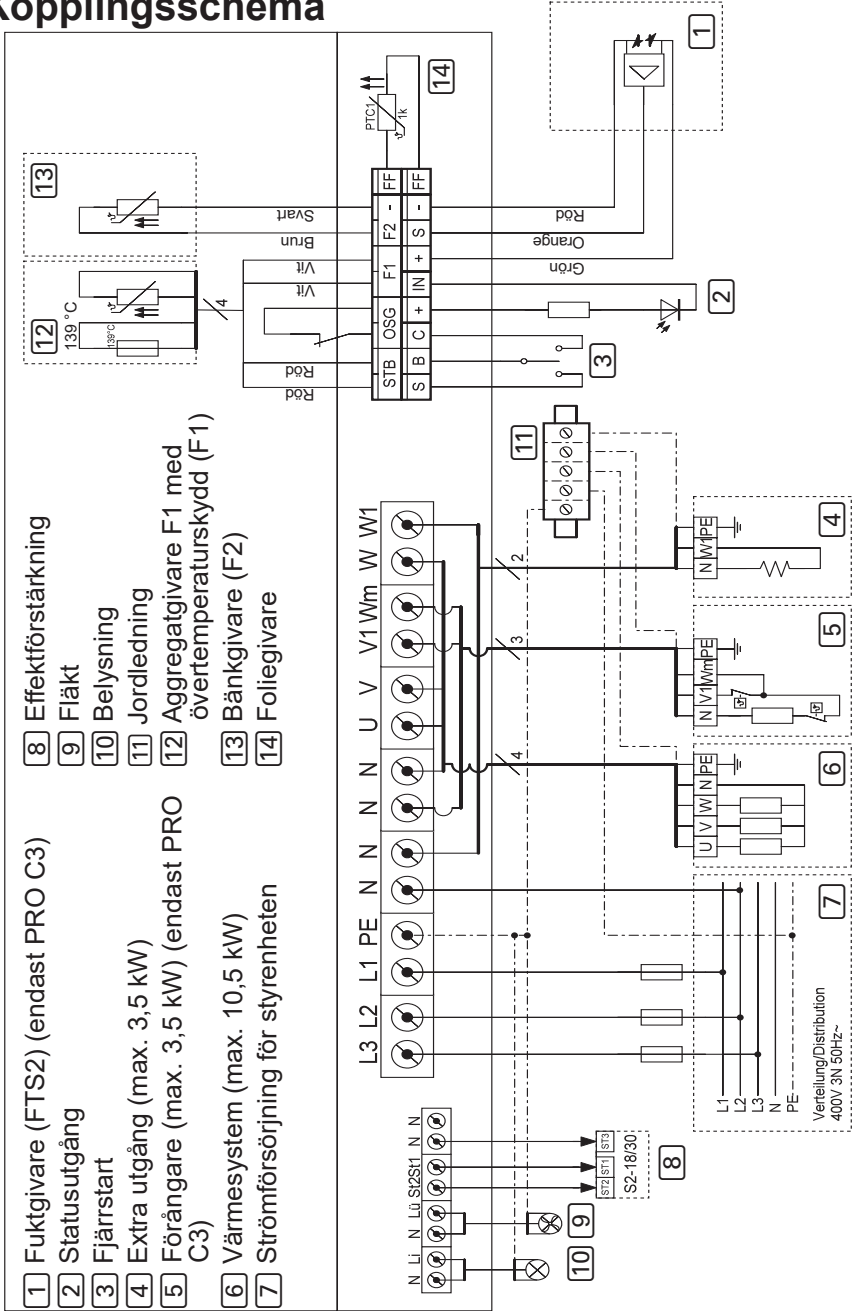 Kopplingsschema
1 Fuktgivare (FTS2) (endast PRO C3)
2 Statusutgång
3 Fjärrstart
4 Extra utgång (max. 3,5 kW)
5 Förångare (max. 3,5 kW) (endast PRO
C3)
6 Värmesystem (max. 10,5 kW)
7 Strömförsörjning för styrenheten
8 Effektförstärkning
9 Fläkt
10 Belysning
11 Jordledning
12 Aggregatgivare F1 med
övertemperaturskydd (F1)
13 Bänkgivare (F2)
14 Foliegivare
12
139 °C
139°C
13
4
Röd
Röd
Vit
Vit
Brun
Svart
PTC1
1k
14
STB OSG F1 F2 - FF
S B C + IN + S - FF
Grön
Orange
Röd
1
2
3
N Li N Lü St2 St1 N N
L3 L2 L1 PE N N N N U V V1 Wm W W1
11
10
9
ST2 ST1 ST3
S2-18/30
8
4
3
2
L1
L2
L3
N
PE
Verteilung/Distribution
400V 3N 50Hz~
7
U V W N PE
6
N V1 Wm PE
5
N W1 PE
4